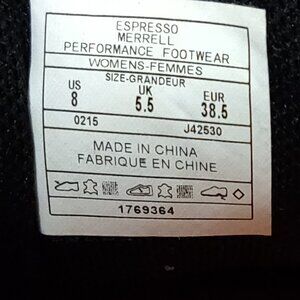 ESPRESSO
MERRELL
PERFORMANCE FOOTWEAR
WOMENS-FEMMES
SIZE-GRANDEUR
US UK EUR
8 5.5 38.5
0215 J42530
MADE IN CHINA
FABRIQUE EN CHINE
1769364